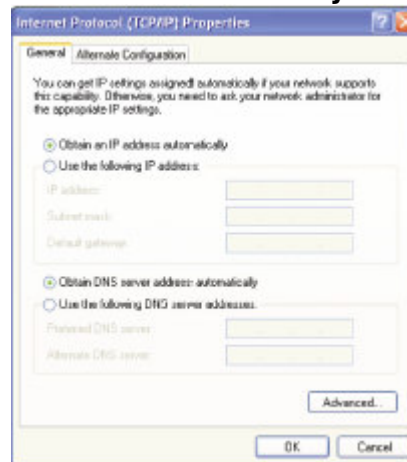 Internet Protocol (TCP/IP) Properties
General
Alternate Configuration
You can get IP settings assigned automatically if your network supports
this capability. Otherwise, you need to ask your network administrator for
the appropriate IP settings.
Obtain an IP address automatically
Use the following IP address:
IP address:
Subnet mask:
Default gateway:
Obtain DNS server address automatically
Use the following DNS server addresses:
Preferred DNS server:
Alternate DNS server:
Advanced...
OK
Cancel